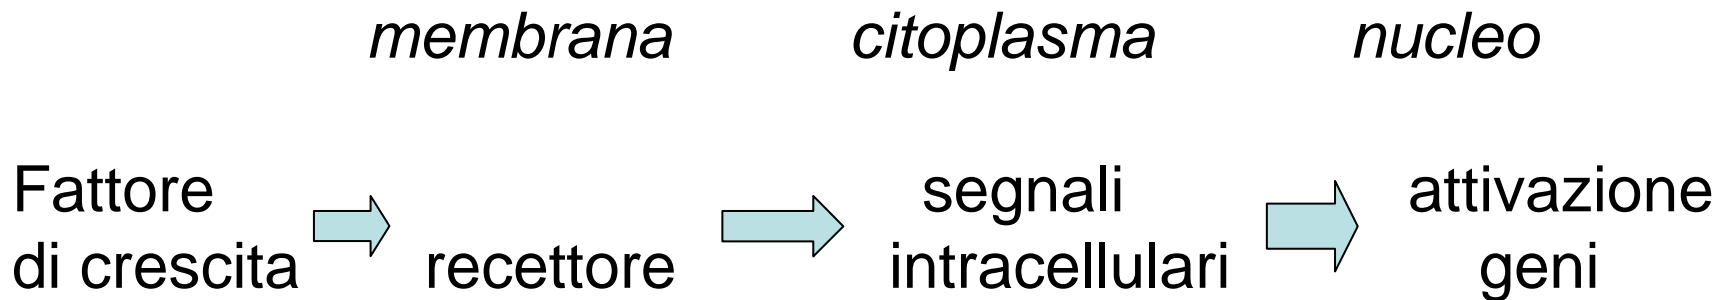 membrana citoplasma nucleo
Fattore segnali attivazione
di crescita recettore intracellulari geni